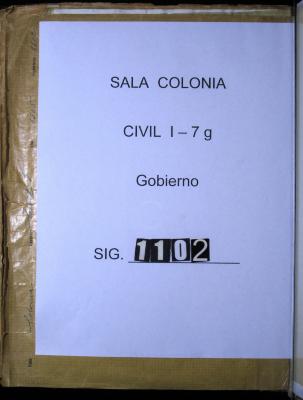 SALA COLONIA
CIVIL I – 7 g
Gobierno
SIG. 1102